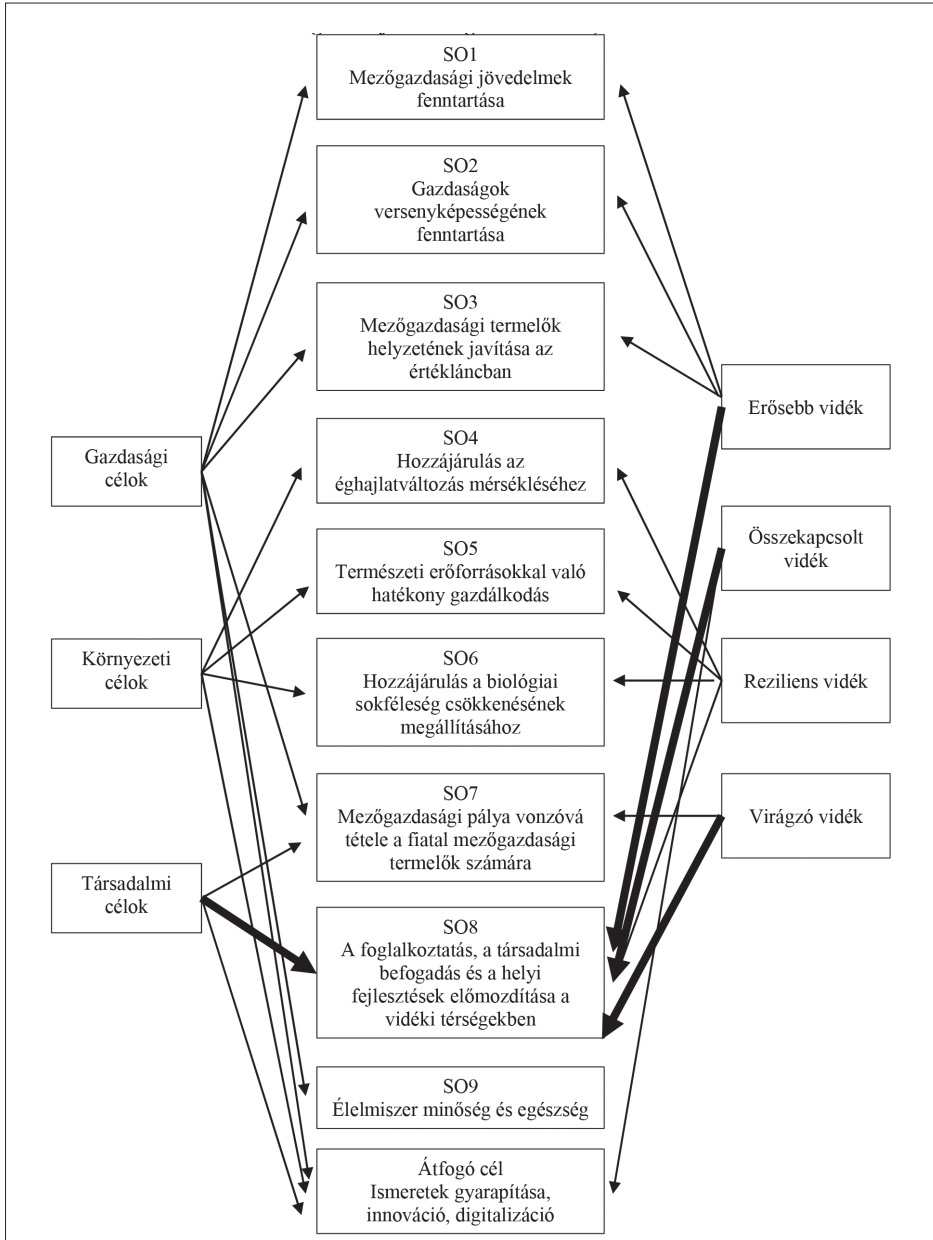 SO1
Mezőgazdasági jövedelmek
fenntartása
SO2
Gazdaságok
versenyképességének
fenntartása
SO3
Mezőgazdasági termelők
helyzetének javítása az
értékláncban
SO4
Hozzájárulás az
éghajlatváltozás mérsékléséhez
SO5
Természeti erőforrásokkal való
hatékony gazdálkodás
SO6
Hozzájárulás a biológiai
sokféleség csökkenésének
megállításához
SO7
Mezőgazdasági pálya vonzóvá
tétele a fiatal mezőgazdasági
termelők számára
SO8
A foglalkoztatás, a társadalmi
befogadás és a helyi
fejlesztések előmozdítása a
vidéki térségekben
SO9
Élelmiszer minőség és egészség
Átfogó cél
Ismeretek gyarapítása,
innováció, digitalizáció
Gazdasági
célok
Környezeti
célok
Társadalmi
célok
Erősebb vidék
Összekapcsolt
vidék
Reziliens vidék
Virágzó vidék